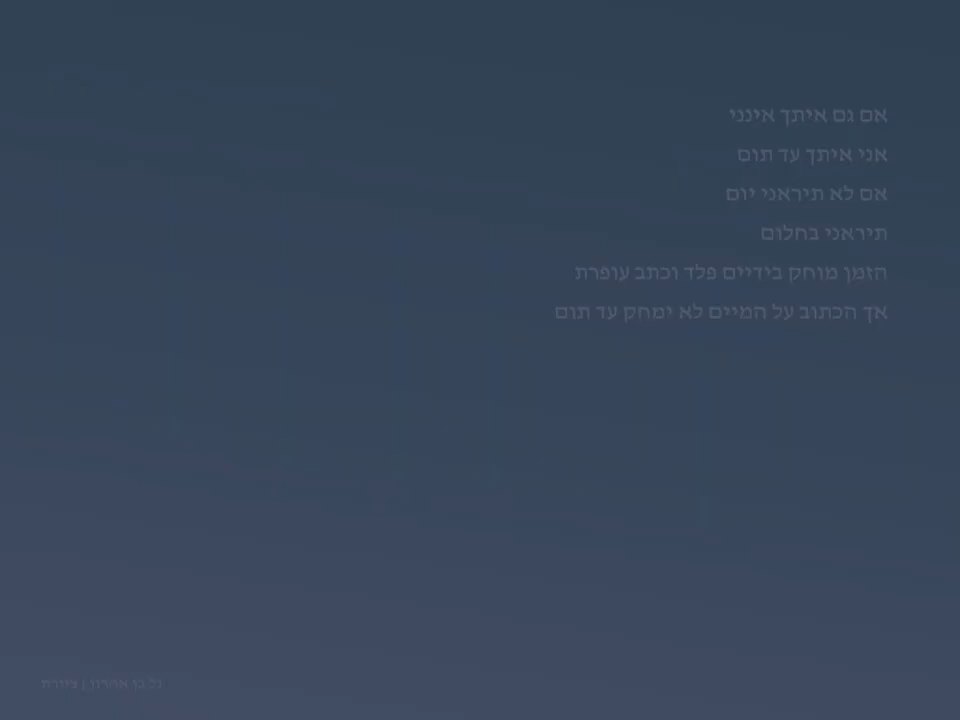 אם גם איתך אינני
אני איתך עד תום
אם לא תיראני יום
תיראני בחלום
הזמן מוחק בידיים פלד וכתב עופרת
אך הכתוב על המיים לא ימחק עד תום